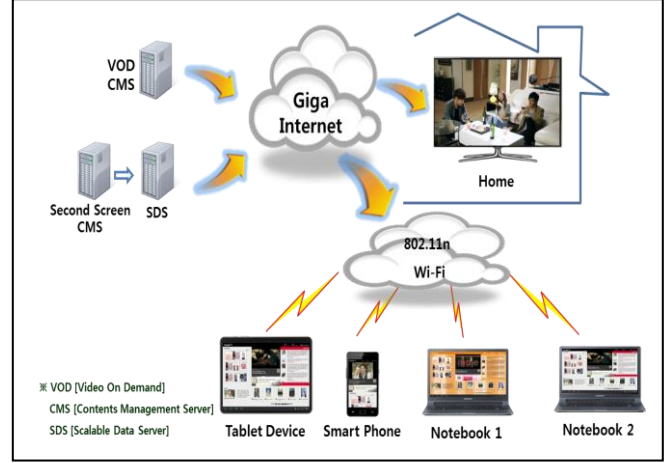 VOD
CMS
Giga
Internet
Home
Second Screen
CMS
SDS
802.11n
Wi-Fi
※ VOD [Video On Demand]
CMS [Contents Management Server]
SDS [Scalable Data Server]
Tablet Device
Smart Phone
Notebook 1
Notebook 2